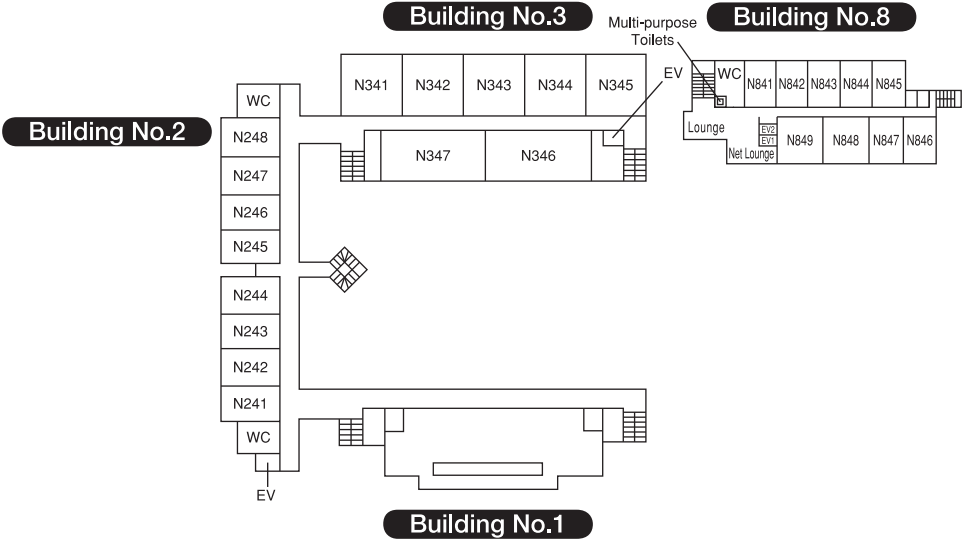 Building No.3
Building No.8
Multi-purpose
Toilets
EV
WC
N341
N342
N343
N344
N345
WC
N841
N842
N843
N844
N845
Building No.2
N248
N347
N346
Lounge
EV2
EV1
Net Lounge
N849
N848
N847
N846
N247
N246
N245
N244
N243
N242
N241
WC
EV
Building No.1